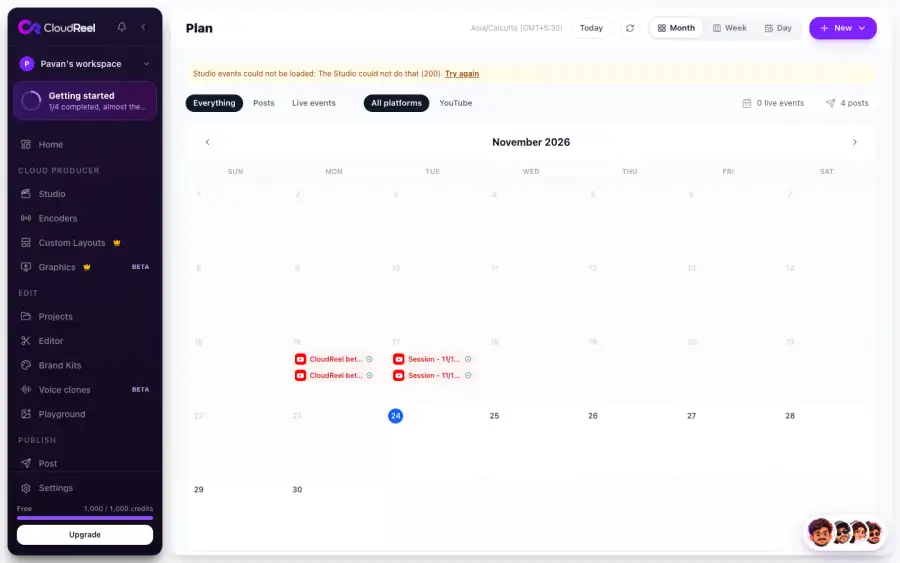 CloudReel
P Pavan's workspace
Getting started
1/4 completed, almost the...
Home
CLOUD PRODUCER
Studio
Encoders
Custom Layouts
Graphics BETA
EDIT
Projects
Editor
Brand Kits
Voice clones BETA
Playground
PUBLISH
Post
Settings
Free 1,000 / 1,000 credits
Upgrade
Plan
Asia/Calcutta (GMT+5:30) Today Month Week Day + New
Studio events could not be loaded: The Studio could not do that (200). Try again
Everything Posts Live events All platforms YouTube 0 live events 4 posts
November 2026
SUN MON TUE WED THU FRI SAT
1 2 3 4 5 6 7
8 9 10 11 12 13 14
15 16 17 18 19 20 21
CloudReel bet... Session - 11/1...
CloudReel bet... Session - 11/1...
22 23 24 25 26 27 28
29 30